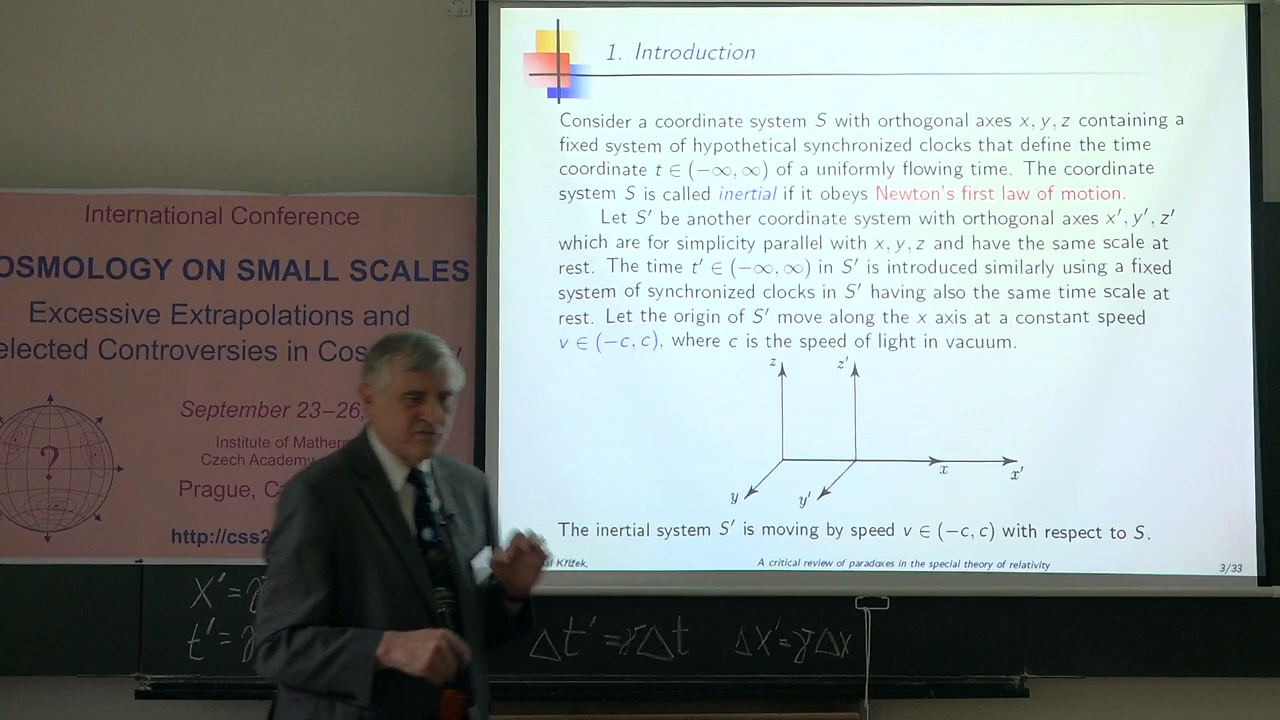 1. Introduction
Consider a coordinate system S with orthogonal axes x, y, z containing a
fixed system of hypothetical synchronized clocks that define the time
coordinate t ∈ (−∞, ∞) of a uniformly flowing time. The coordinate
system S is called inertial if it obeys Newton's first law of motion.
Let S′ be another coordinate system with orthogonal axes x′, y′, z′
which are for simplicity parallel with x, y, z and have the same scale at
rest. The time t′ ∈ (−∞, ∞) in S′ is introduced similarly using a fixed
system of synchronized clocks in S′ having also the same time scale at
rest. Let the origin of S′ move along the x axis at a constant speed
v ∈ (−c, c), where c is the speed of light in vacuum.
z z′
x x′
y y′
The inertial system S′ is moving by speed v ∈ (−c, c) with respect to S.
Křížek, A critical review of paradoxes in the special theory of relativity 3/33
International Conference
OSMOLOGY ON SMALL SCALES
Excessive Extrapolations and
elected Controversies in Cos
September 23–26,
Institute of Mathem
Czech Academy
?
Prague, C
http://css2
x′=γ
t′=γ
Δt′=γΔt Δx′=γΔx